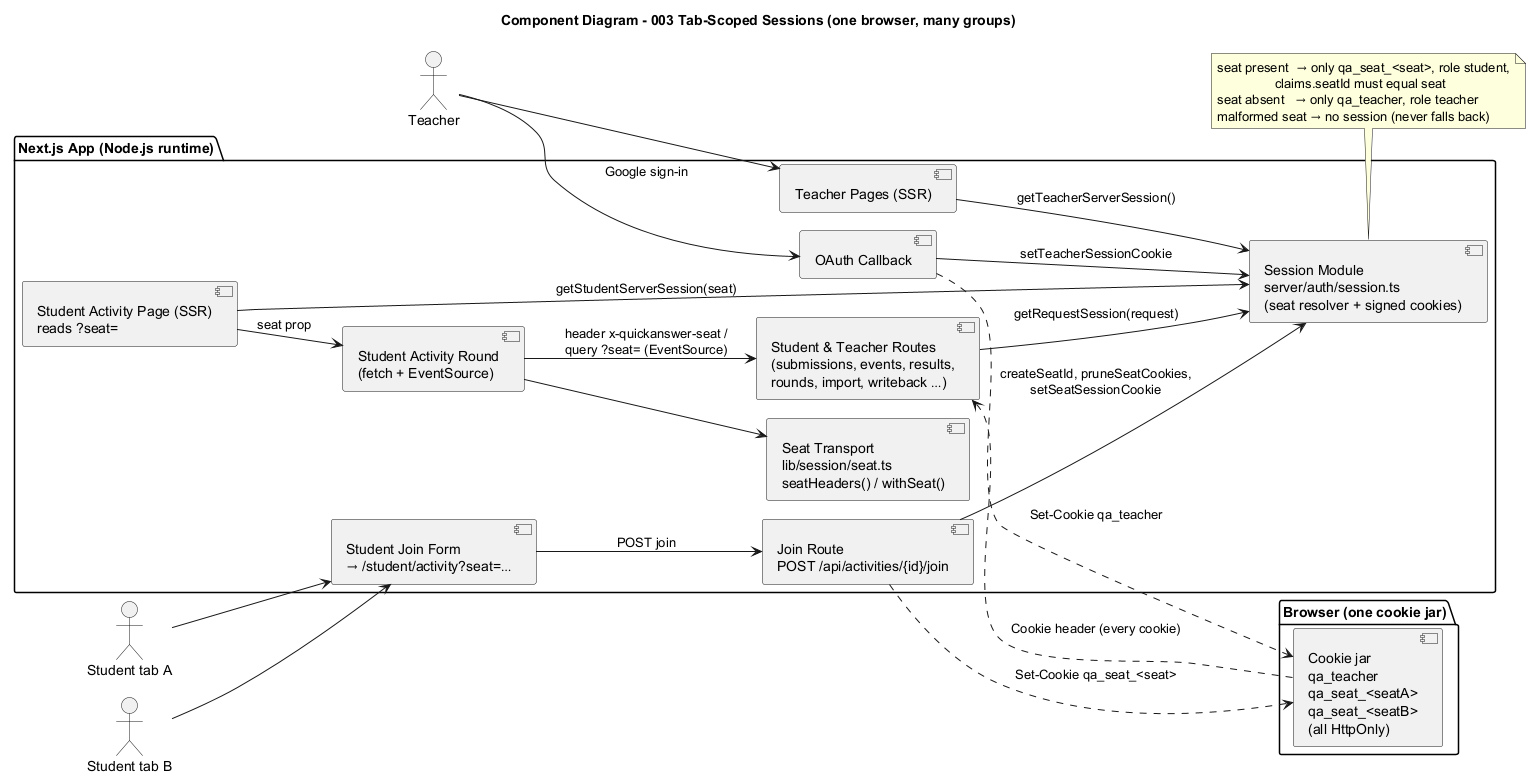 Component Diagram - 003 Tab-Scoped Sessions (one browser, many groups)
seat present → only qa_seat_<seat>, role student,
claims.seatId must equal seat
seat absent → only qa_teacher, role teacher
malformed seat → no session (never falls back)
Teacher
Next.js App (Node.js runtime)
Google sign-in
Teacher Pages (SSR)
getTeacherServerSession()
OAuth Callback
setTeacherSessionCookie
Session Module
server/auth/session.ts
(seat resolver + signed cookies)
Student Activity Page (SSR)
reads ?seat=
getStudentServerSession(seat)
seat prop
Student Activity Round
(fetch + EventSource)
header x-quickanswer-seat /
query ?seat= (EventSource)
Student & Teacher Routes
(submissions, events, results,
rounds, import, writeback ...)
getRequestSession(request)
createSeatId, pruneSeatCookies,
setSeatSessionCookie
Seat Transport
lib/session/seat.ts
seatHeaders() / withSeat()
Set-Cookie qa_teacher
Student Join Form
→ /student/activity?seat=...
POST join
Join Route
POST /api/activities/{id}/join
Student tab A
Student tab B
Cookie header (every cookie)
Set-Cookie qa_seat_<seat>
Browser (one cookie jar)
Cookie jar
qa_teacher
qa_seat_<seatA>
qa_seat_<seatB>
(all HttpOnly)